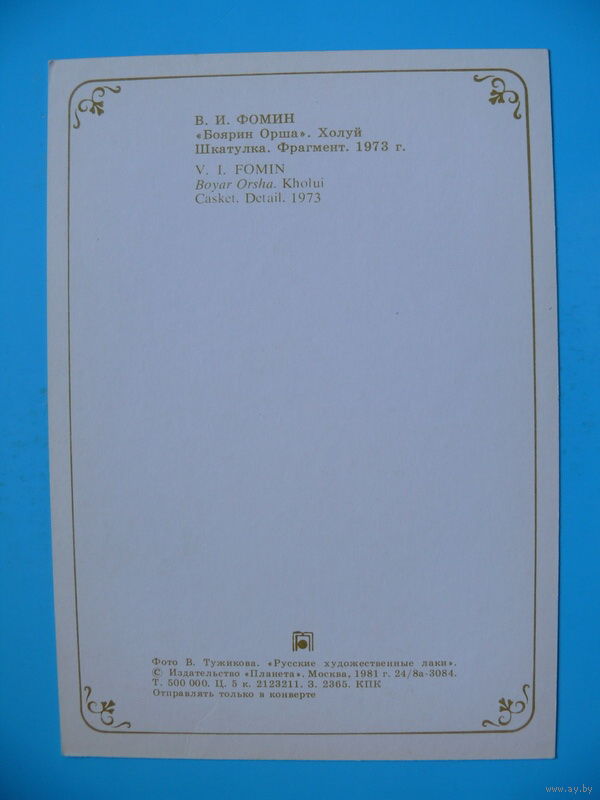 В. И. ФОМИН
«Боярин Орша». Холуй
Шкатулка. Фрагмент. 1973 г.
V. I. FOMIN
Boyar Orsha. Kholui
Casket. Detail. 1973
Фото В. Тужикова. «Русские художественные лаки».
© Издательство «Планета». Москва, 1981 г. 24/8а-3084.
Т. 500 000. Ц. 5 к. 2123211. З. 2365. КПК
Отправлять только в конверте
www.ay.by